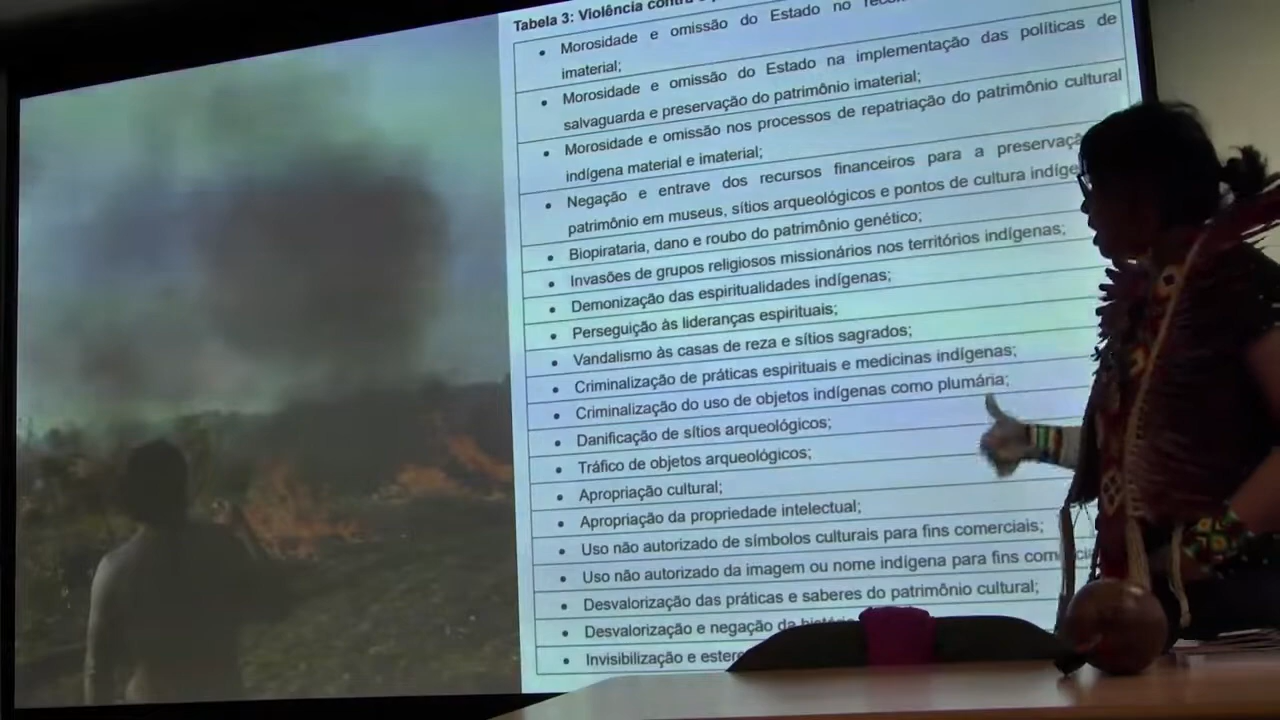 Tabela 3: Violência contra
Morosidade e omissão do Estado no
imaterial;
Morosidade e omissão do Estado na implementação das políticas de
salvaguarda e preservação do patrimônio imaterial;
Morosidade e omissão nos processos de repatriação do patrimônio cultural
indígena material e imaterial;
Negação e entrave dos recursos financeiros para a
patrimônio em museus, sítios arqueológicos e pontos de cultura
Biopirataria, dano e roubo do patrimônio genético;
Invasões de grupos religiosos missionários nos territórios indígenas;
Demonização das espiritualidades indígenas;
Perseguição às lideranças espirituais;
Vandalismo às casas de reza e sítios sagrados;
Criminalização de práticas espirituais e medicinas indígenas;
Criminalização do uso de objetos indígenas como plumária;
Danificação de sítios arqueológicos;
Tráfico de objetos arqueológicos;
Apropriação cultural;
Apropriação da propriedade intelectual;
Uso não autorizado de símbolos culturais para fins comerciais;
Uso não autorizado da imagem ou nome indígena para fins
Desvalorização das práticas e saberes do patrimônio cultural;
Desvalorização e negação da
Invisibilização e